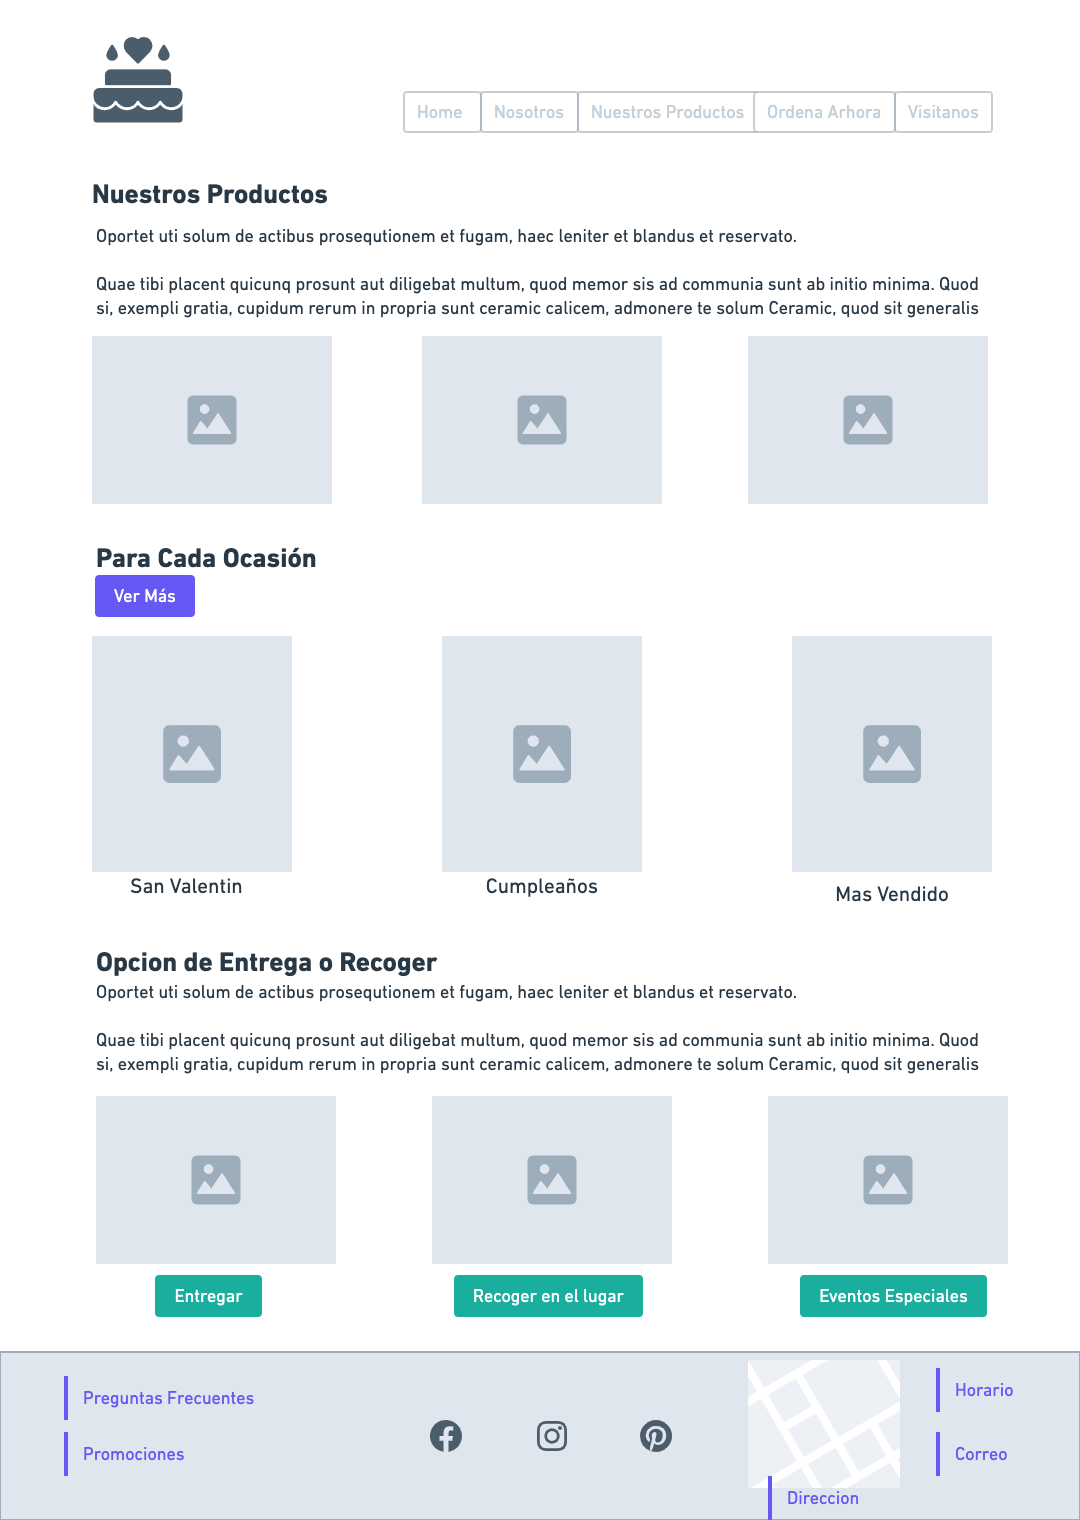 Home
Nosotros
Nuestros Productos
Ordena Arhora
Visitanos
Nuestros Productos
Oportet uti solum de actibus prosequtionem et fugam, haec leniter et blandus et reservato.
Quae tibi placent quicunq prosunt aut diligebat multum, quod memor sis ad communia sunt ab initio minima. Quod
si, exempli gratia, cupidum rerum in propria sunt ceramic calicem, admonere te solum Ceramic, quod sit generalis
Para Cada Ocasión
Ver Más
San Valentin
Cumpleaños
Mas Vendido
Opcion de Entrega o Recoger
Oportet uti solum de actibus prosequtionem et fugam, haec leniter et blandus et reservato.
Quae tibi placent quicunq prosunt aut diligebat multum, quod memor sis ad communia sunt ab initio minima. Quod
si, exempli gratia, cupidum rerum in propria sunt ceramic calicem, admonere te solum Ceramic, quod sit generalis
Entregar
Recoger en el lugar
Eventos Especiales
Preguntas Frecuentes
Promociones
Direccion
Horario
Correo